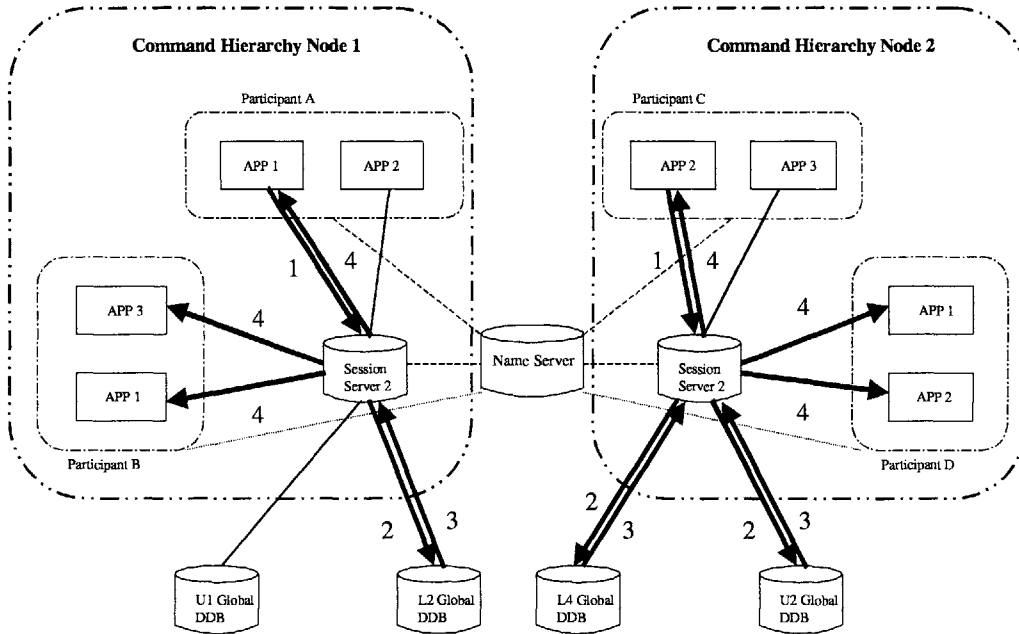 Command Hierarchy Node 1
Command Hierarchy Node 2
Participant A
Participant C
APP 1
APP 2
APP 2
APP 3
1
4
1
4
APP 3
4
4
APP 1
Session
Server 2
Name Server
Session
Server 2
APP 1
4
4
APP 2
Participant B
Participant D
2
3
2
3
2
3
U1 Global
DDB
L2 Global
DDB
L4 Global
DDB
U2 Global
DDB